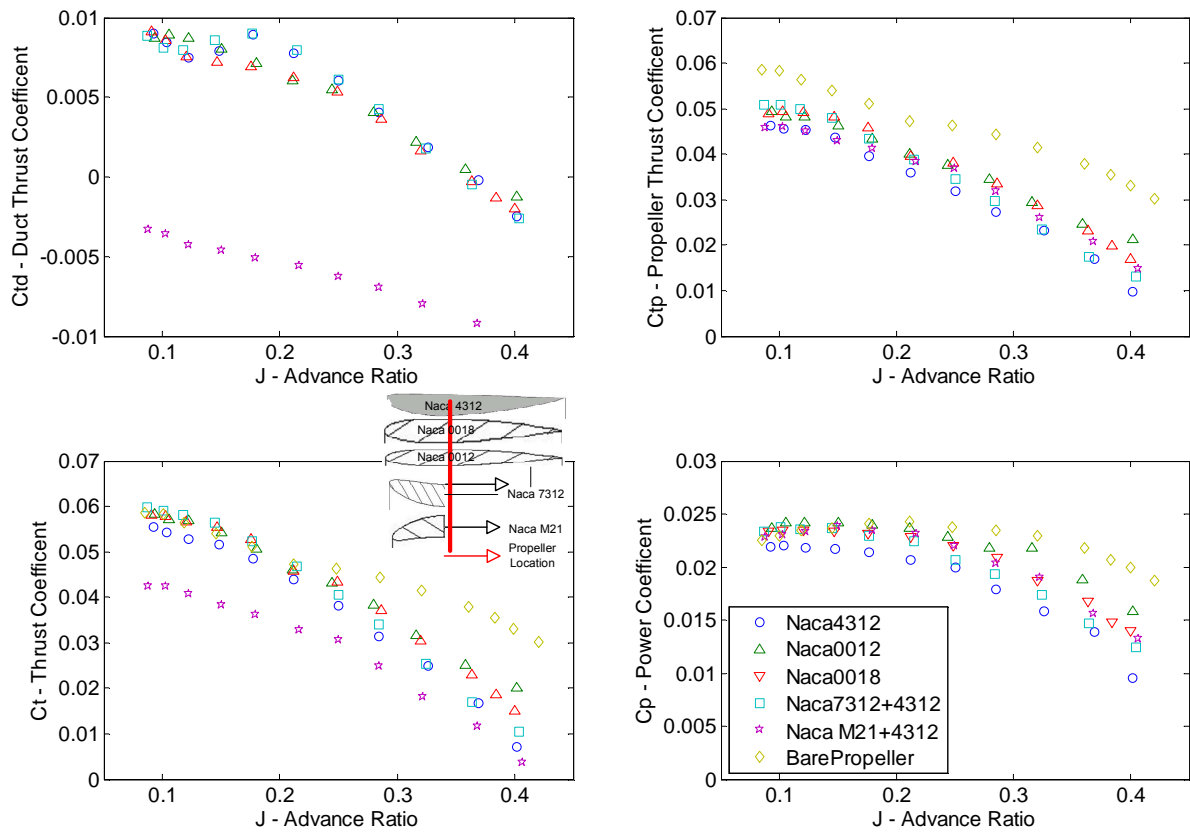 0.01
0.005
0
-0.005
-0.01
0.1
0.2
0.3
0.4
J - Advance Ratio
Ctd - Duct Thrust Coefficent
0.07
0.06
0.05
0.04
0.03
0.02
0.01
0
0.1
0.2
0.3
0.4
J - Advance Ratio
Ctp - Propeller Thrust Coefficent
Naca 4312
Naca 0018
Naca 0012
Naca 7312
Naca M21
Propeller
Location
0.07
0.06
0.05
0.04
0.03
0.02
0.01
0
0.1
0.2
0.3
0.4
J - Advance Ratio
Ct - Thrust Coefficent
0.03
0.025
0.02
0.015
0.01
0.005
0
0.1
0.2
0.3
0.4
J - Advance Ratio
Cp - Power Coefficent
Naca4312
Naca0012
Naca0018
Naca7312+4312
Naca M21+4312
BarePropeller